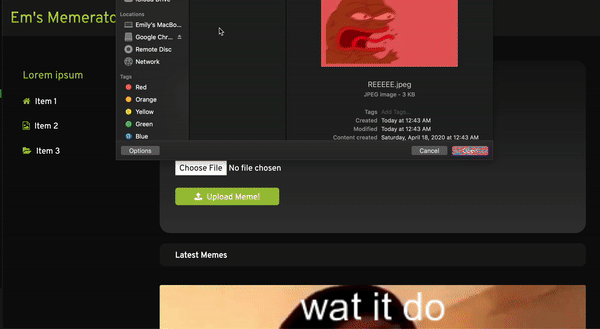 Em's Memerato
Locations
Emily's MacBo...
Google Chr...
Remote Disc
Network
Tags
Red
Orange
Yellow
Green
Blue
REEEEE.jpeg
JPEG image - 3 KB
Tags Add Tags
Created Today at 12:43 AM
Modified Today at 12:43 AM
Content created Saturday, April 18, 2020 at 12:43 AM
Options
Cancel
Open
Lorem ipsum
Item 1
Item 2
Item 3
Choose File No file chosen
Upload Meme!
Latest Memes
wat it do